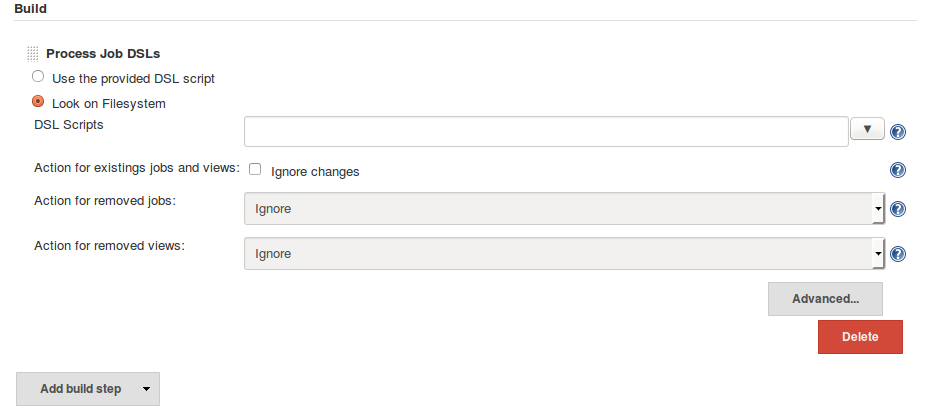 Build
Process Job DSLs
Use the provided DSL script
Look on Filesystem
DSL Scripts
▼ ?
Action for existings jobs and views: Ignore changes ?
Action for removed jobs: Ignore ?
Action for removed views: Ignore ?
Advanced...
Delete
Add build step